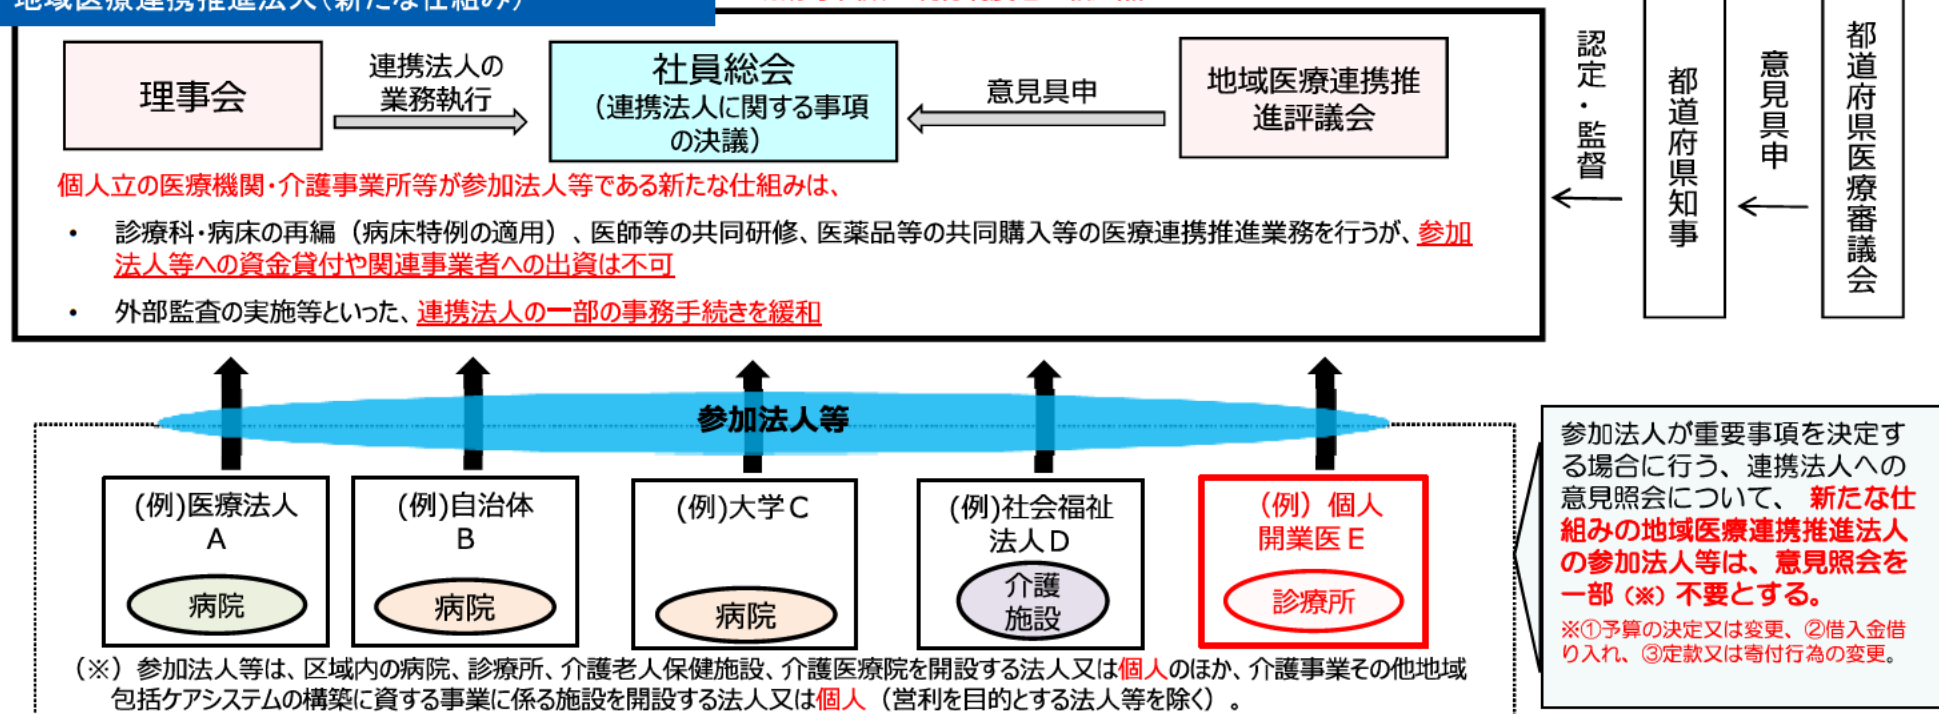 地域医療連携推進法人(新たな仕組み)
理事会
連携法人の
業務執行
社員総会
(連携法人に関する事項
の決議)
意見具申
地域医療連携推
進評議会
認定・監督
都道府県知事
意見具申
都道府県医療審議会
個人立の医療機関・介護事業所等が参加法人等である新たな仕組みは、
• 診療科・病床の再編(病床特例の適用)、医師等の共同研修、医薬品等の共同購入等の医療連携推進業務を行うが、参加
法人等への資金貸付や関連事業者への出資は不可
• 外部監査の実施等といった、連携法人の一部の事務手続きを緩和
参加法人等
(例)医療法人
A
病院
(例)自治体
B
病院
(例)大学C
病院
(例)社会福祉
法人D
介護
施設
(例)個人
開業医E
診療所
(※)参加法人等は、区域内の病院、診療所、介護老人保健施設、介護医療院を開設する法人又は個人のほか、介護事業その他地域
包括ケアシステムの構築に資する事業に係る施設を開設する法人又は個人(営利を目的とする法人等を除く)。
参加法人が重要事項を決定す
る場合に行う、連携法人への
意見照会について、新たな仕
組みの地域医療連携推進法人
の参加法人等は、意見照会を
一部(※)不要とする。
※①予算の決定又は変更、②借入金借
り入れ、③定款又は寄付行為の変更。